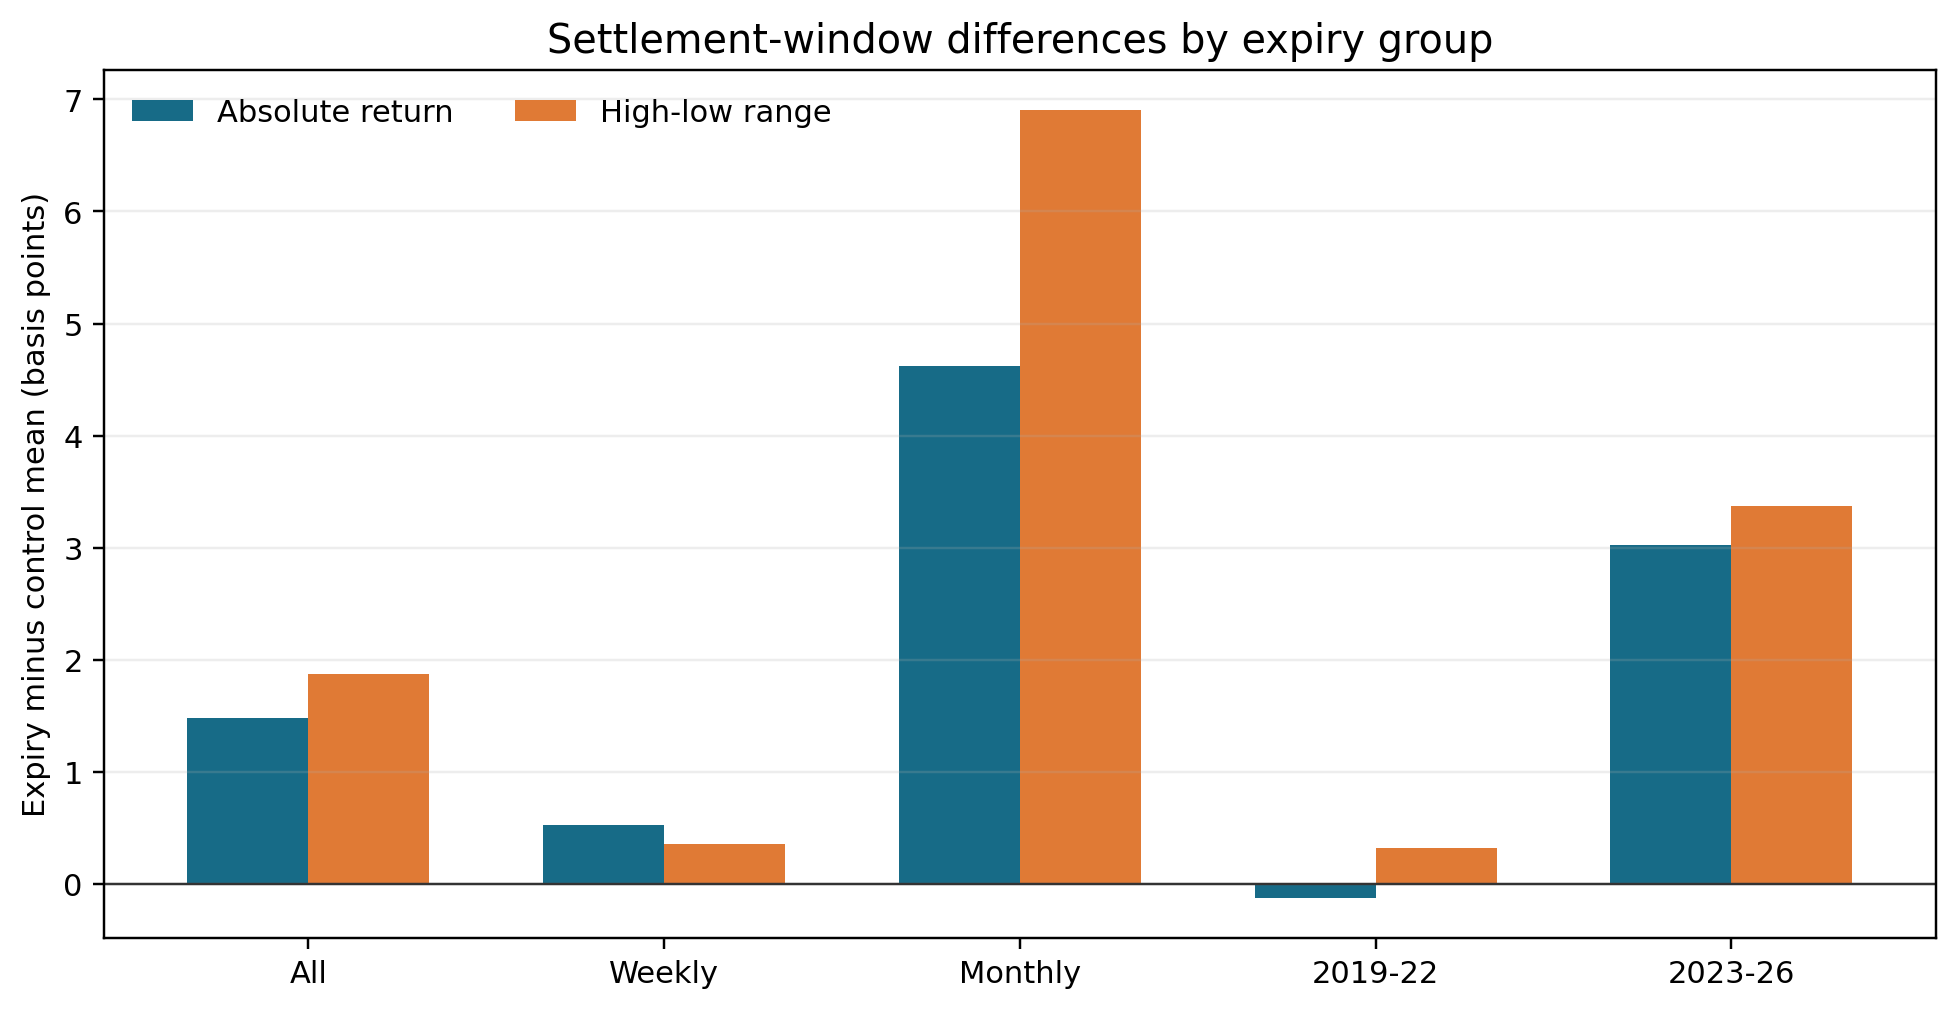 Settlement-window differences by expiry group
Absolute return
High-low range
Expiry minus control mean (basis points)
7
6
5
4
3
2
1
0
All
Weekly
Monthly
2019-22
2023-26